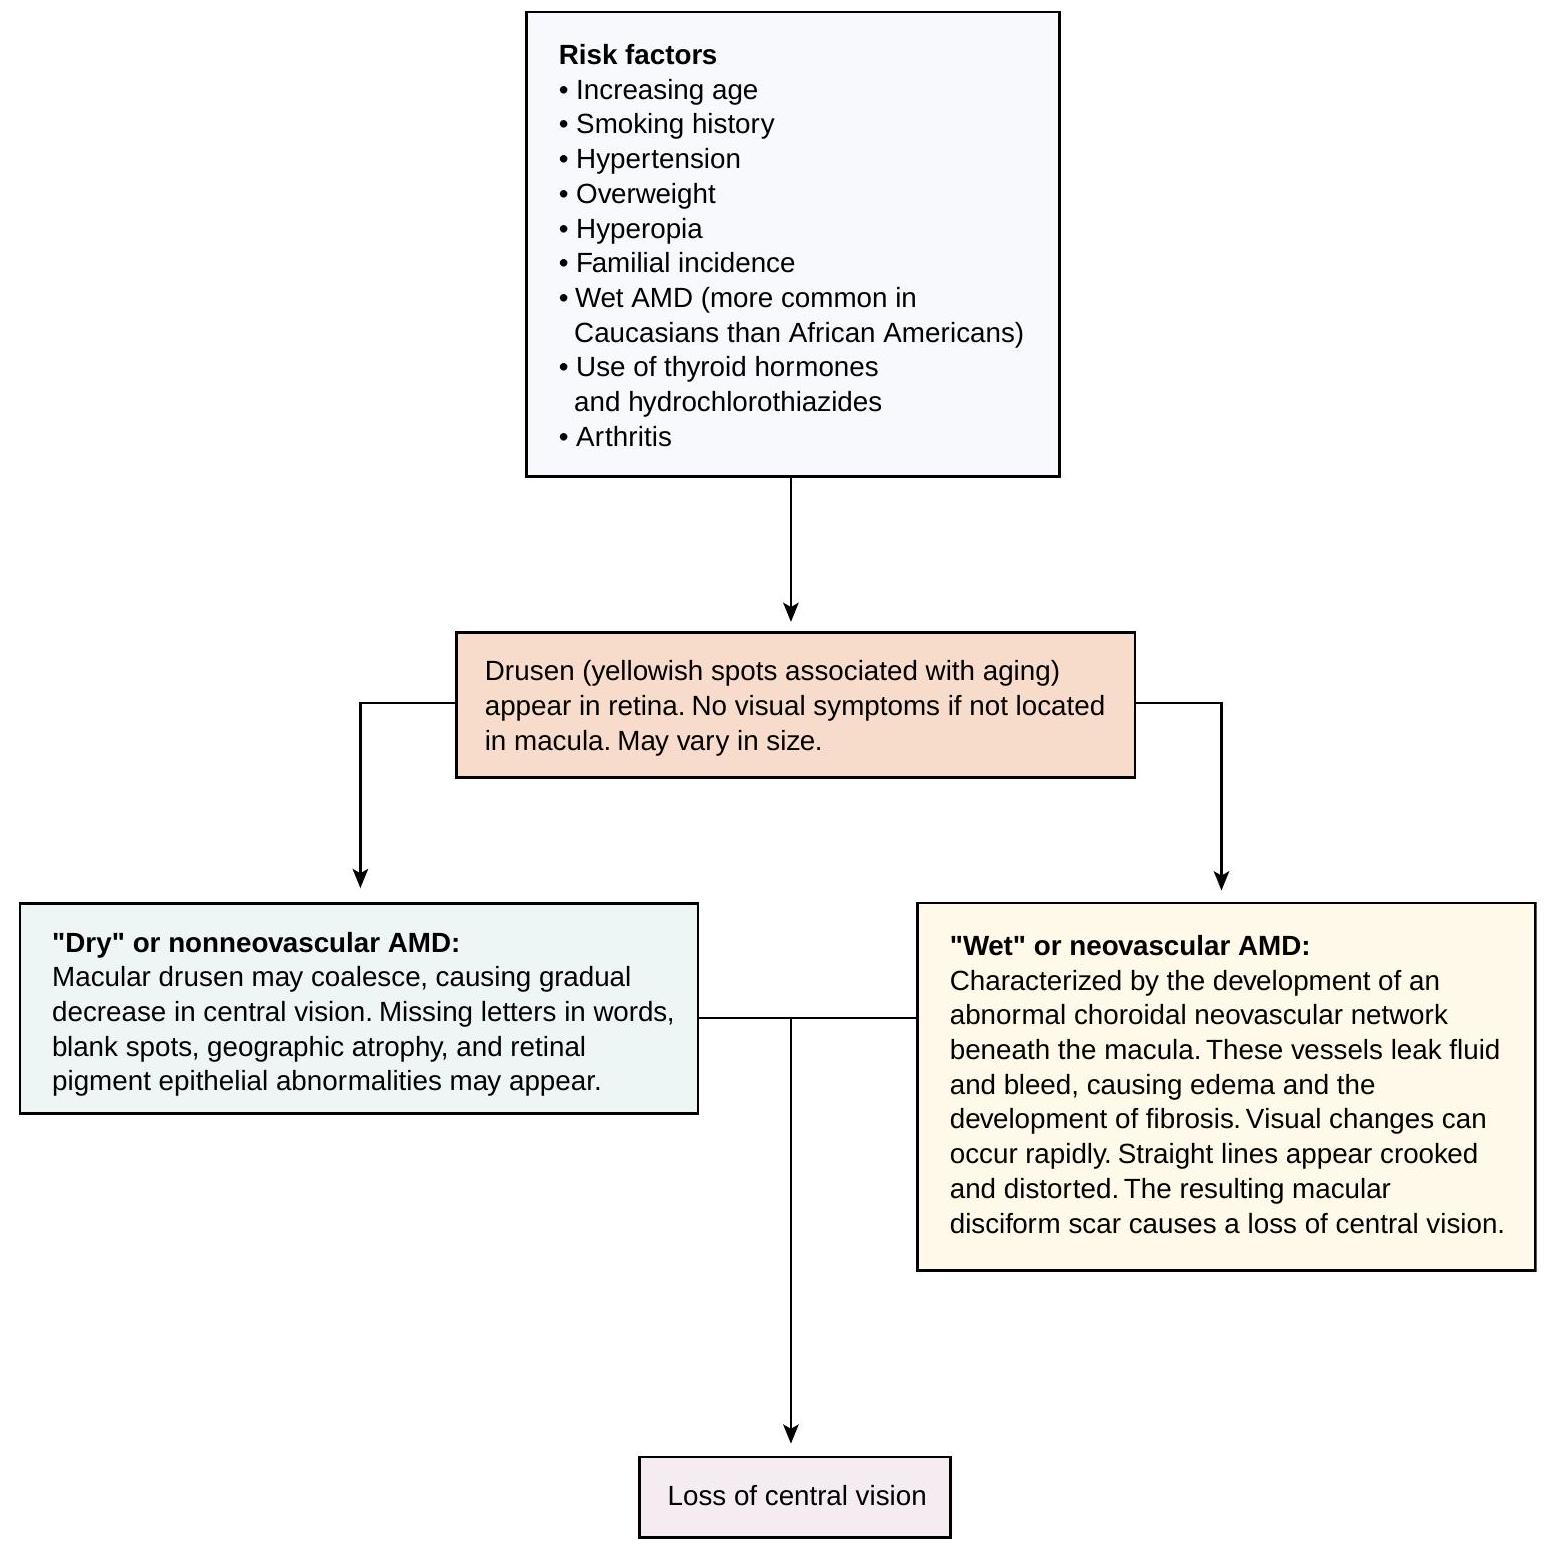 Risk factors
• Increasing age
• Smoking history
• Hypertension
• Overweight
• Hyperopia
• Familial incidence
• Wet AMD (more common in
Caucasians than African Americans)
• Use of thyroid hormones
and hydrochlorothiazides
• Arthritis
Drusen (yellowish spots associated with aging)
appear in retina. No visual symptoms if not located
in macula. May vary in size.
"Dry" or nonneovascular AMD:
Macular drusen may coalesce, causing gradual
decrease in central vision. Missing letters in words,
blank spots, geographic atrophy, and retinal
pigment epithelial abnormalities may appear.
"Wet" or neovascular AMD:
Characterized by the development of an
abnormal choroidal neovascular network
beneath the macula. These vessels leak fluid
and bleed, causing edema and the
development of fibrosis. Visual changes can
occur rapidly. Straight lines appear crooked
and distorted. The resulting macular
disciform scar causes a loss of central vision.
Loss of central vision